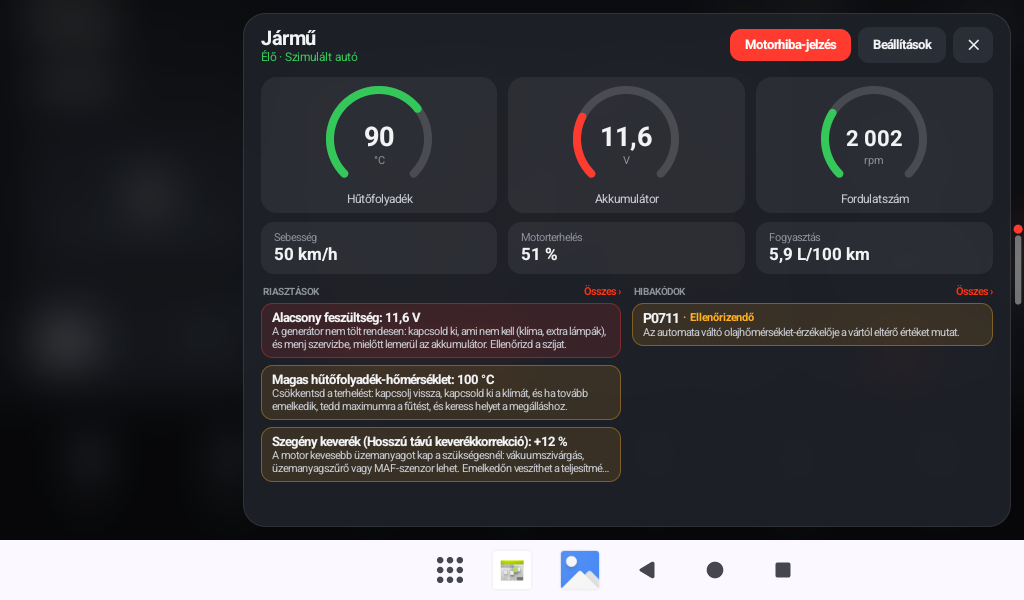 Jármű
Élő · Szimulált autó
Motorhiba-jelzés
Beállítások
90
°C
Hűtőfolyadék
11,6
V
Akkumulátor
2 002
rpm
Fordulatszám
Sebesség
50 km/h
Motorterhelés
51 %
Fogyasztás
5,9 L/100 km
RIASZTÁSOK
Összes ›
Alacsony feszültség: 11,6 V
A generátor nem tölt rendesen: kapcsold ki, ami nem kell (klíma, extra lámpák),
és menj szervizbe, mielőtt lemerül az akkumulátor. Ellenőrizd a szíjat.
Magas hűtőfolyadék-hőmérséklet: 100 °C
Csökkentsd a terhelést: kapcsolj vissza, kapcsold ki a klímát, és ha tovább
emelkedik, tedd maximumra a fűtést, és keress helyet a megálláshoz.
Szegény keverék (Hosszú távú keverékkorrekció): +12 %
A motor kevesebb üzemanyagot kap a szükségesnél: vákuumszivárgás,
üzemanyagszűrő vagy MAF-szenzor lehet. Emelkedőn veszíthet a teljesítmé…
HIBAKÓDOK
Összes ›
P0711 · Ellenőrizendő
Az automata váltó olajhőmérséklet-érzékelője a vártól eltérő értéket mutat.